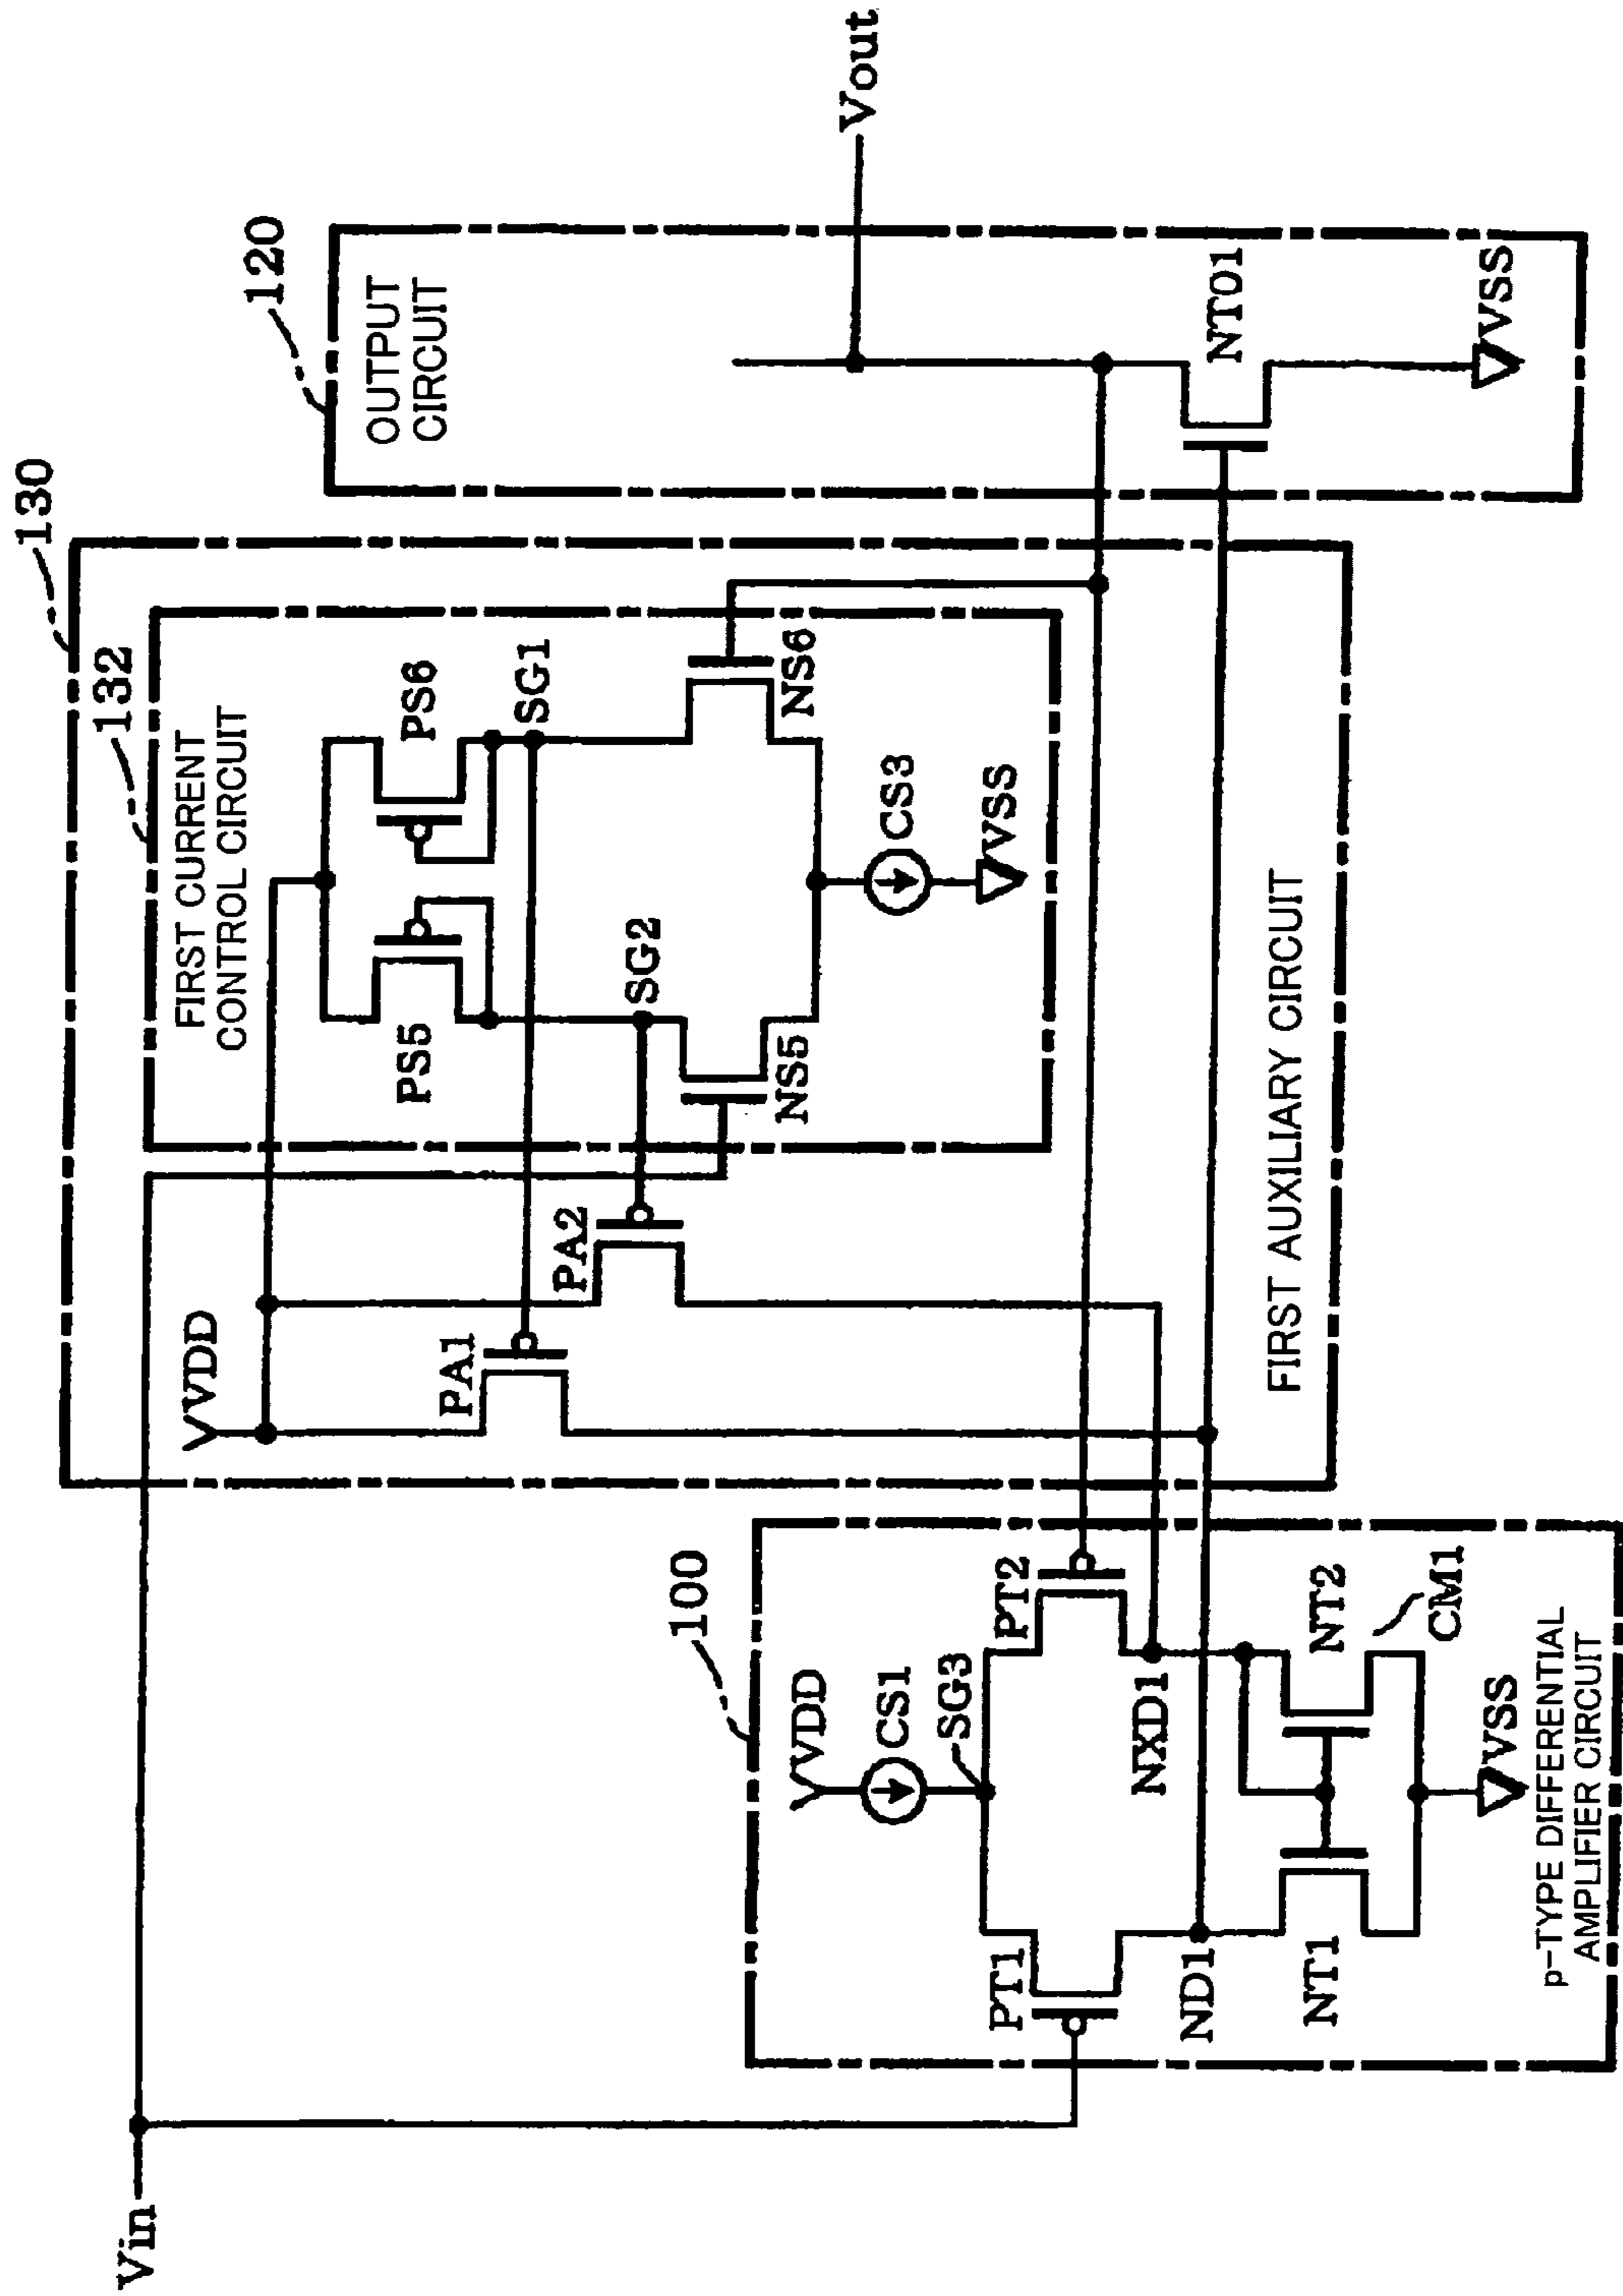 Vin
130
132
FIRST CURRENT
CONTROL CIRCUIT
VDD
PS5
PS6
PA1
PA2
SG1
SG2
NS5
NS6
CS3
VSS
FIRST AUXILIARY CIRCUIT
120
OUTPUT
CIRCUIT
Vout
NTO1
VSS
100
VDD
CS1
SG3
PT1
PT2
ND1
NXD1
NT1
NT2
CM1
VSS
p-TYPE DIFFERENTIAL
AMPLIFIER CIRCUIT